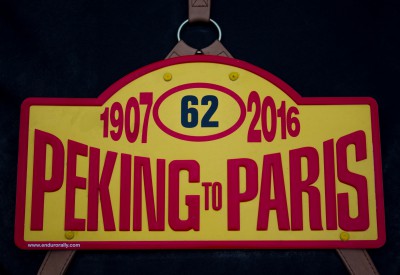 1907 62 2016
PEKING TO PARIS
www.endurorally.com